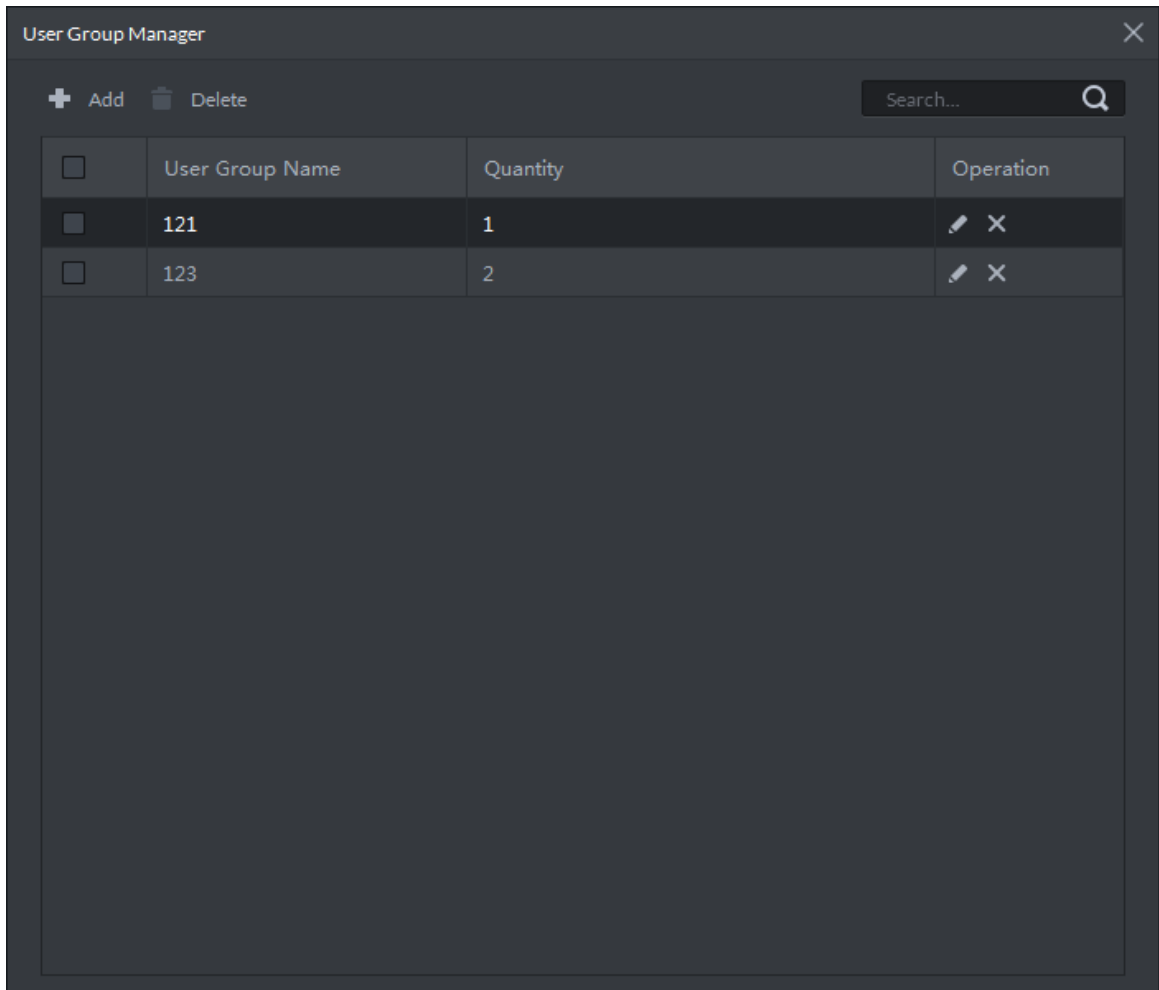 User Group Manager
Add Delete Search...
User Group Name Quantity Operation
121 1
123 2